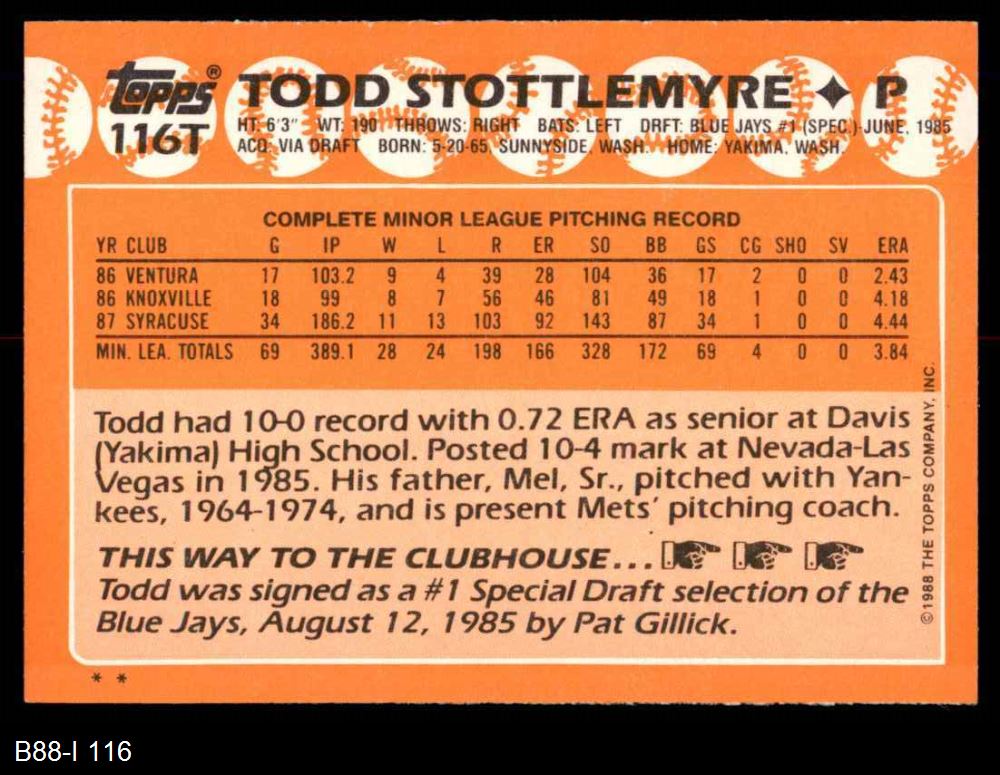 Topps® TODD STOTTLEMYRE ✦ P
116T
HT: 6'3" WT: 190 THROWS: RIGHT BATS: LEFT DRFT: BLUE JAYS #1 (SPEC.)-JUNE, 1985
ACQ: VIA DRAFT BORN: 5-20-65, SUNNYSIDE, WASH. HOME: YAKIMA, WASH.
COMPLETE MINOR LEAGUE PITCHING RECORD
YR CLUB G IP W L R ER SO BB GS CG SHO SV ERA
86 VENTURA 17 103.2 9 4 39 28 104 36 17 2 0 0 2.43
86 KNOXVILLE 18 99 8 7 56 46 81 49 18 1 0 0 4.18
87 SYRACUSE 34 186.2 11 13 103 92 143 87 34 1 0 0 4.44
MIN. LEA. TOTALS 69 389.1 28 24 198 166 328 172 69 4 0 0 3.84
Todd had 10-0 record with 0.72 ERA as senior at Davis
(Yakima) High School. Posted 10-4 mark at Nevada-Las
Vegas in 1985. His father, Mel, Sr., pitched with Yan-
kees, 1964-1974, and is present Mets' pitching coach.
THIS WAY TO THE CLUBHOUSE...
Todd was signed as a #1 Special Draft selection of the
Blue Jays, August 12, 1985 by Pat Gillick.
©1988 THE TOPPS COMPANY, INC.
* *
B88-I 116